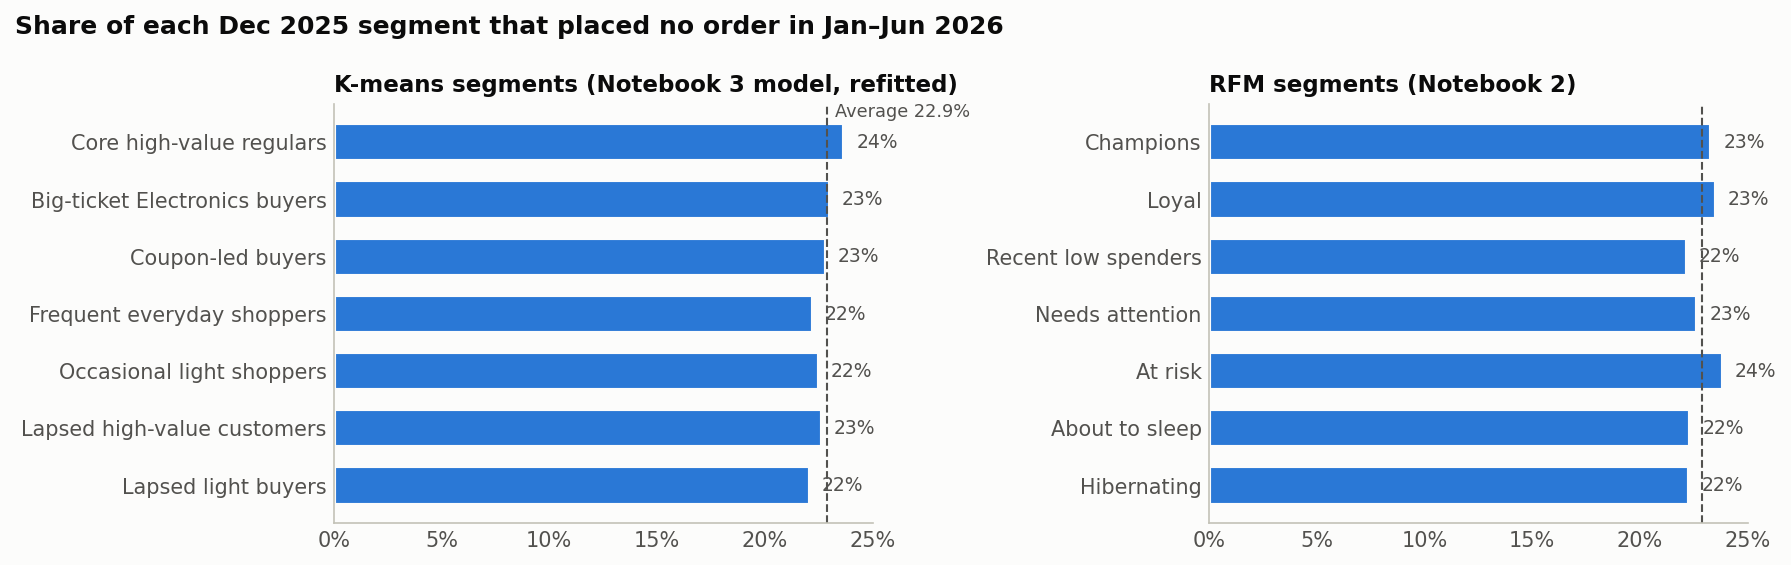 Share of each Dec 2025 segment that placed no order in Jan–Jun 2026
K-means segments (Notebook 3 model, refitted)
Average 22.9%
Core high-value regulars 24%
Big-ticket Electronics buyers 23%
Coupon-led buyers 23%
Frequent everyday shoppers 22%
Occasional light shoppers 22%
Lapsed high-value customers 23%
Lapsed light buyers 22%
0% 5% 10% 15% 20% 25%
RFM segments (Notebook 2)
Champions 23%
Loyal 23%
Recent low spenders 22%
Needs attention 23%
At risk 24%
About to sleep 22%
Hibernating 22%
0% 5% 10% 15% 20% 25%